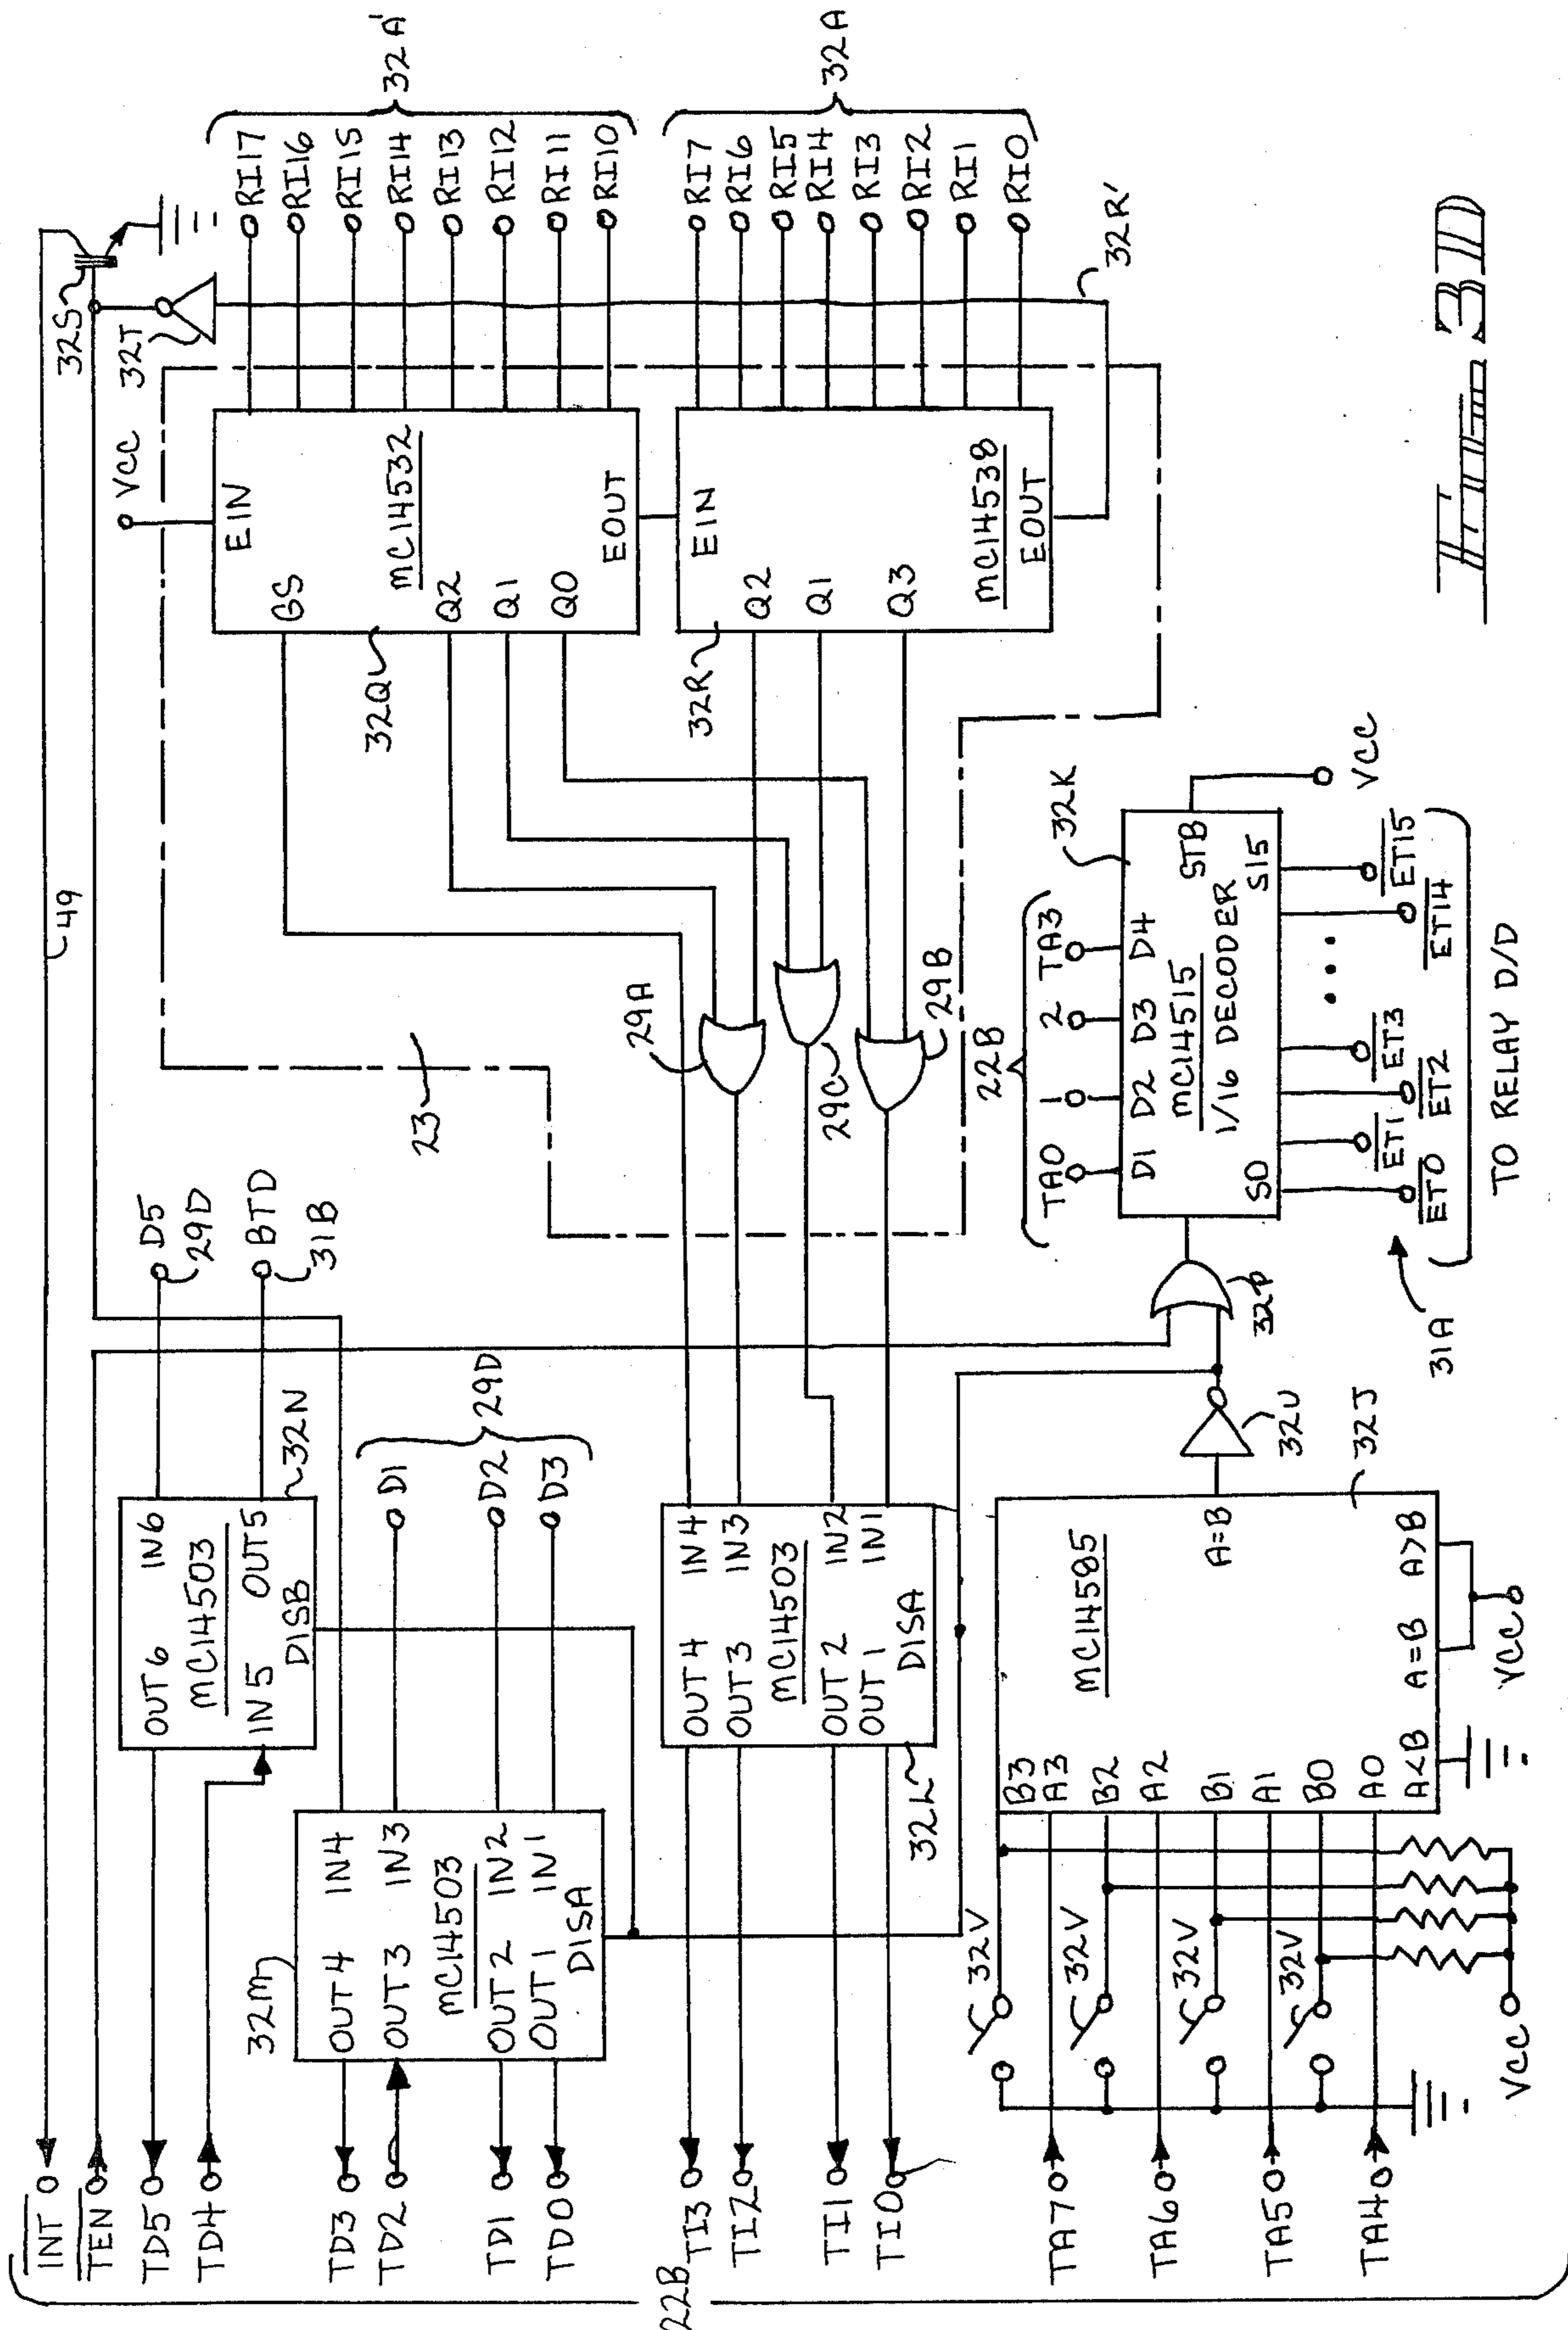 INT
TEN
TD5
TD4
TD3
TD2
TD1
TD0
TI3
TI2
TI1
TI0
TA7
TA6
TA5
TA4
22B
49
OUT6 IN6
MC14503
IN5 OUT5
DISB
32N
D5
29D
BTD
31B
32M
OUT4 IN4
OUT3 IN3
MC14503
OUT2 IN2
OUT1 IN1
DISA
D1
D2
D3
29D
OUT4 IN4
OUT3 IN3
MC14503
OUT2 IN2
OUT1 IN1
DISA
32L
23
29A
29C
29B
VCC
EIN
GS
MC14532
Q2
Q1
Q0
EOUT
32Q
EIN
Q2
Q1
Q3
MC14538
EOUT
32R
32S
32T
RI17
RI16
RI15
RI14
RI13
RI12
RI11
RI10
32A'
RI7
RI6
RI5
RI4
RI3
RI2
RI1
RI0
32A
32R'
32V
32V
32V
32V
VCC
B3
A3
B2
A2
B1
A1
B0
A0
MC14585
A=B
A<B A=B A>B
VCC
32J
32U
32P
22B
TA0 1 2 TA3
D1 D2 D3 D4
MC14515
1/16 DECODER
STB
S0 S15
32K
VCC
ET0 ET1 ET2 ET3 ... ET14 ET15
31A
TO RELAY D/D
Fig. 3D